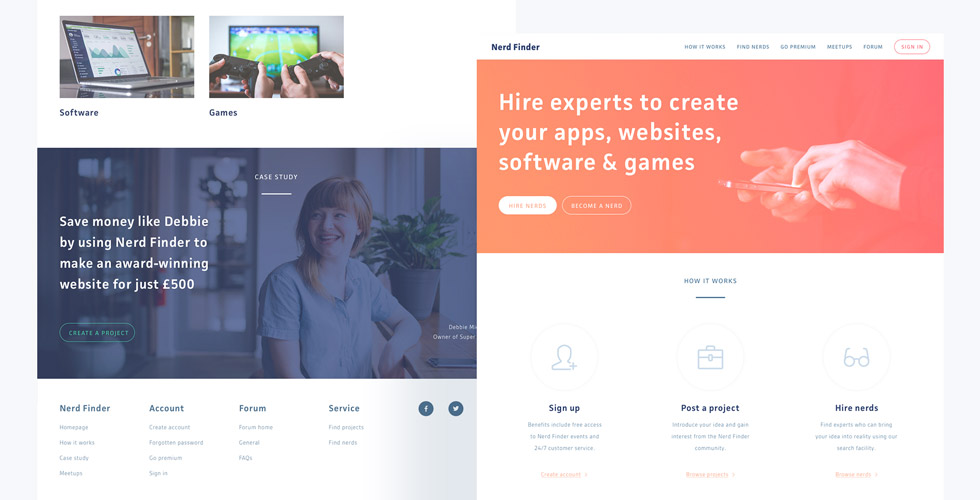 Software
Games
CASE STUDY
Save money like Debbie
by using Nerd Finder to
make an award-winning
website for just £500
CREATE A PROJECT
Debbie
Owner of Super
Nerd Finder
Homepage
How it works
Case study
Meetups
Account
Create account
Forgotten password
Go premium
Sign in
Forum
Forum home
General
FAQs
Service
Find projects
Find nerds
Nerd Finder
HOW IT WORKS FIND NERDS GO PREMIUM MEETUPS FORUM SIGN IN
Hire experts to create
your apps, websites,
software & games
HIRE NERDS BECOME A NERD
HOW IT WORKS
Sign up
Benefits include free access
to Nerd Finder events and
24/7 customer service.
Create account
Post a project
Introduce your idea and gain
interest from the Nerd Finder
community.
Browse projects
Hire nerds
Find experts who can bring
your idea into reality using our
search facility.
Browse nerds